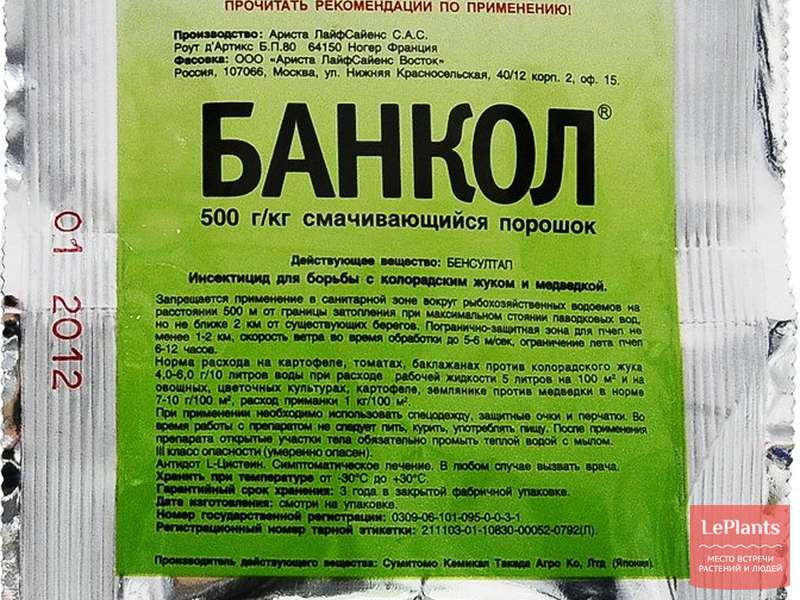 ПРОЧИТАТЬ РЕКОМЕНДАЦИИ ПО ПРИМЕНЕНИЮ!
Производство: Ариста ЛайфСайенс С.А.С.
Роут д'Артикс Б.П.80 64150 Ногер Франция
Фасовка: ООО «Ариста ЛайфСайенс Восток»
Россия, 107066, Москва, ул. Нижняя Красносельская, 40/12 корп. 2, оф. 15.
БАНКОЛ®
500 г/кг смачивающийся порошок
Действующее вещество: БЕНСУЛТАП
Инсектицид для борьбы с колорадским жуком и медведкой.
Запрещается применение в санитарной зоне вокруг рыбохозяйственных водоемов на
расстоянии 500 м от границы затопления при максимальном стоянии паводковых вод,
но не ближе 2 км от существующих берегов. Погранично-защитная зона для пчел не
менее 1-2 км, скорость ветра во время обработки до 5-6 м/сек, ограничение лета пчел
6-12 часов.
Норма расхода на картофеле, томатах, баклажанах против колорадского жука
4,0-6,0 г/10 литров воды при расходе рабочей жидкости 5 литров на 100 м² и на
овощных, цветочных культурах, картофеле, землянике против медведки в норме
7-10 г/100 м², расход приманки 1 кг/100 м².
При применении необходимо использовать спецодежду, защитные очки и перчатки. Во
время работы с препаратом не следует пить, курить, употреблять пищу. После применения
препарата открытые участки тела обязательно промыть теплой водой с мылом.
III класс опасности (умеренно опасен).
Антидот L-Цистеин. Симптоматическое лечение. В любом случае вызвать врача.
Хранить при температуре от -30°С до +30°С.
Гарантийный срок хранения: 3 года в закрытой фабричной упаковке.
Дата изготовления: смотри на упаковке.
Номер государственной регистрации: 0309-06-101-095-0-0-3-1
Регистрационный номер тарной этикетки: 211103-01-10830-00052-0792(Л).
Производитель действующего вещества: Сумитомо Кемикал Такеда Агро Ко, Лтд (Япония).
01 2012
LePlants
МЕСТО ВСТРЕЧИ
РАСТЕНИЙ И ЛЮДЕЙ